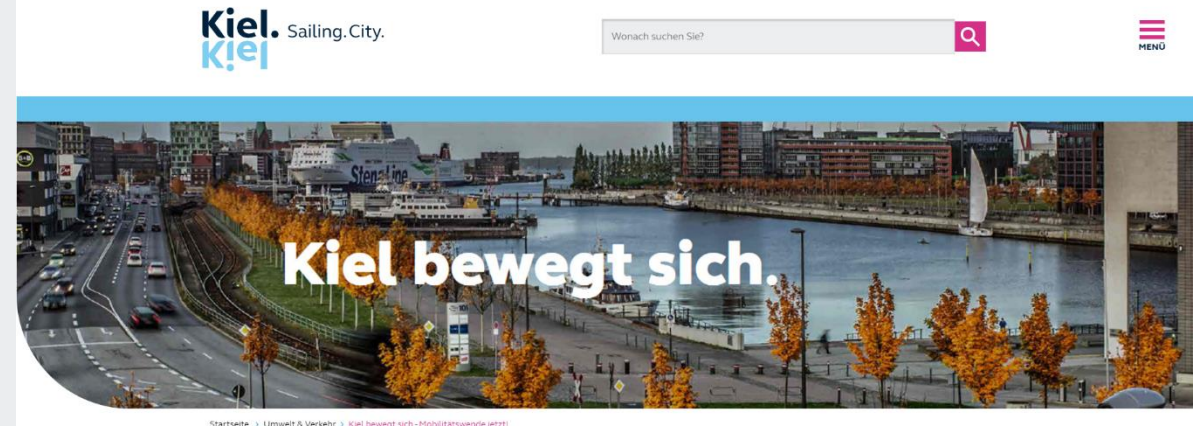 Kiel. Sailing.City.
Kiel
Wonach suchen Sie?
MENÜ
Stena Line
Kiel bewegt sich.
Startseite > Umwelt & Verkehr > Kiel bewegt sich - Mobilitätswende jetzt!